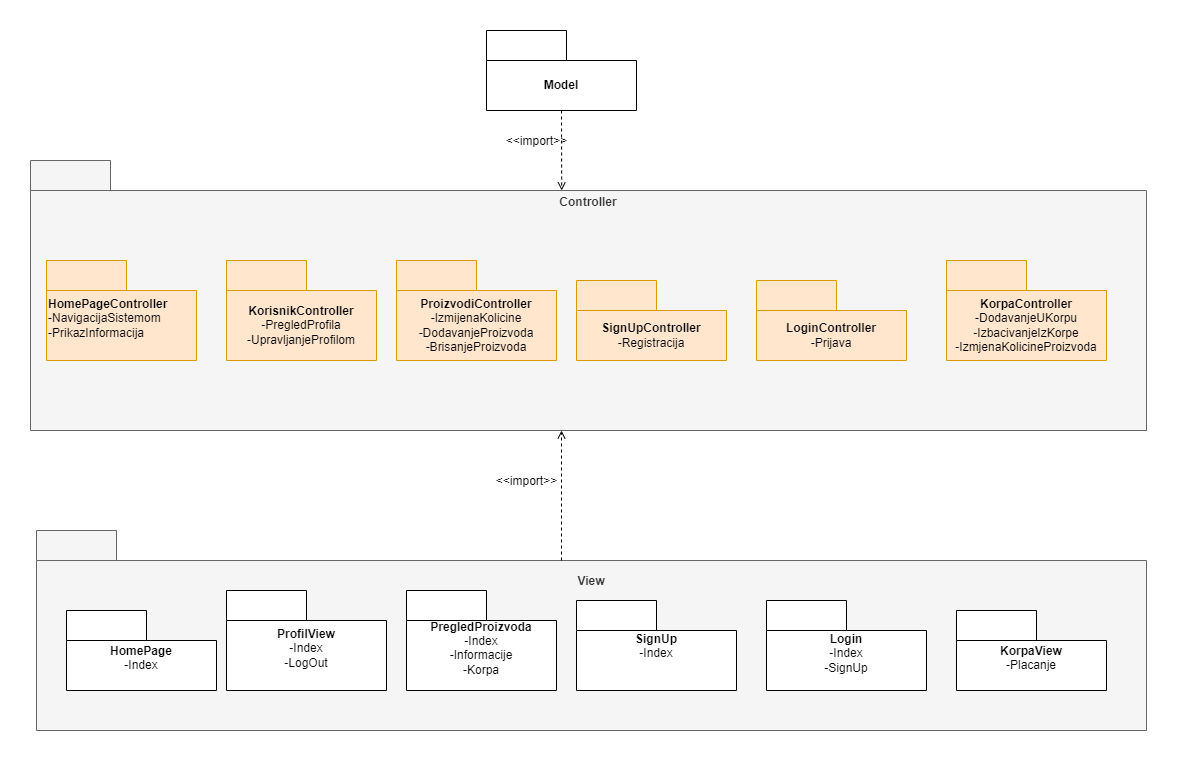 Model
<<import>>
Controller
HomePageController
-NavigacijaSistemom
-PrikazInformacija
KorisnikController
-PregledProfila
-UpravljanjeProfilom
ProizvodiController
-IzmijenaKolicine
-DodavanjeProizvoda
-BrisanjeProizvoda
SignUpController
-Registracija
LoginController
-Prijava
KorpaController
-DodavanjeUKorpu
-IzbacivanjeIzKorpe
-IzmjenaKolicineProizvoda
<<import>>
View
HomePage
-Index
ProfilView
-Index
-LogOut
PregledProizvoda
-Index
-Informacije
-Korpa
SignUp
-Index
Login
-Index
-SignUp
KorpaView
-Placanje